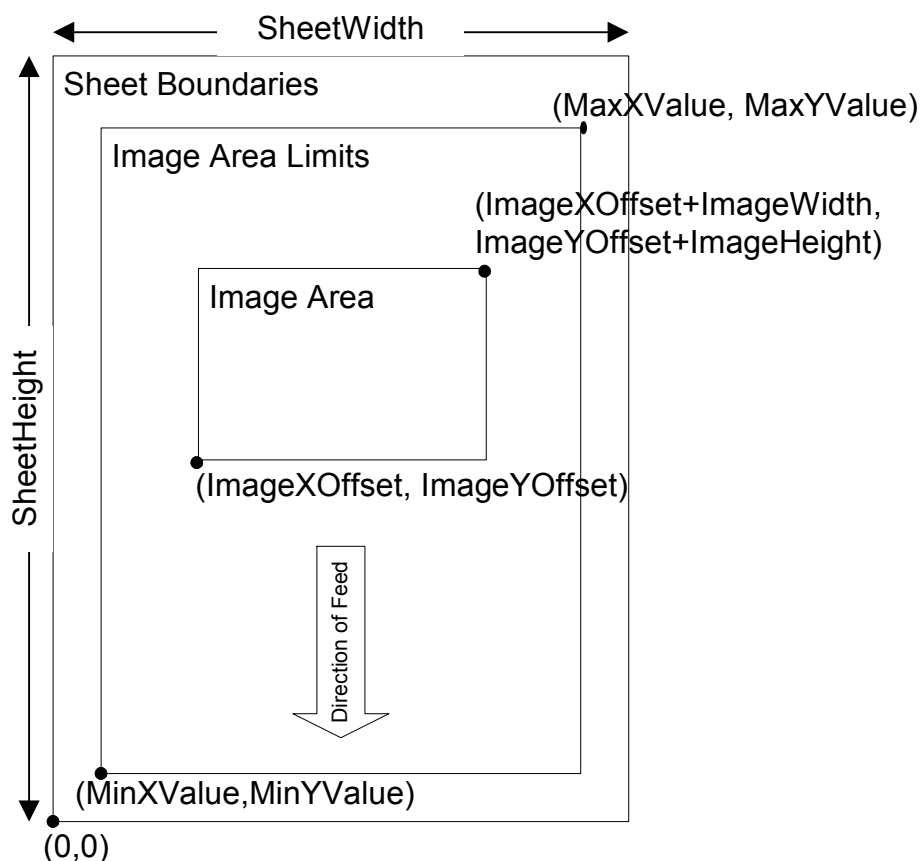 SheetWidth
Sheet Boundaries
(MaxXValue, MaxYValue)
Image Area Limits
(ImageXOffset+ImageWidth,
ImageYOffset+ImageHeight)
Image Area
SheetHeight
(ImageXOffset, ImageYOffset)
Direction of Feed
(MinXValue,MinYValue)
(0,0)